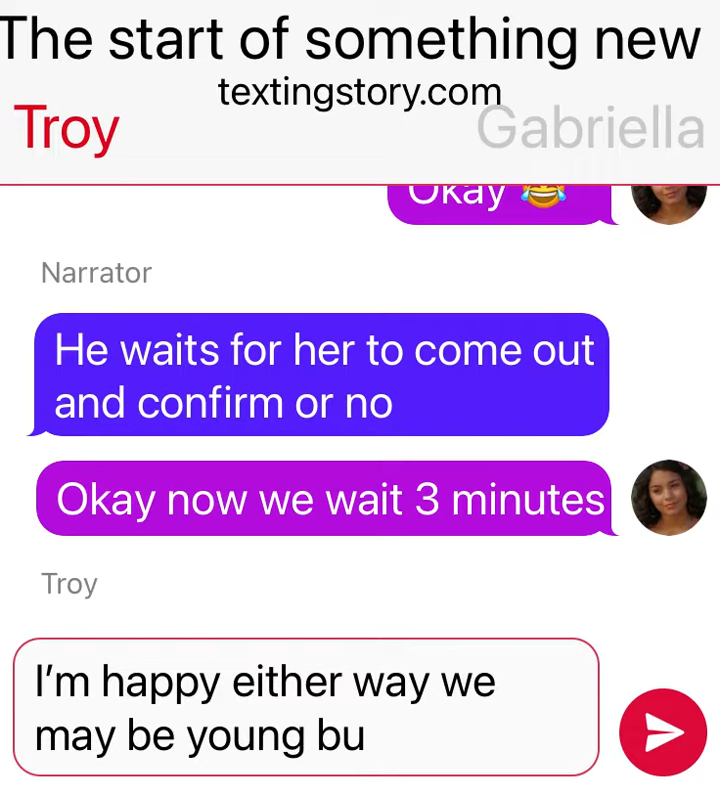 The start of something new
textingstory.com
Troy
Gabriella
Okay 😂
Narrator
He waits for her to come out
and confirm or no
Okay now we wait 3 minutes
Troy
I'm happy either way we
may be young bu